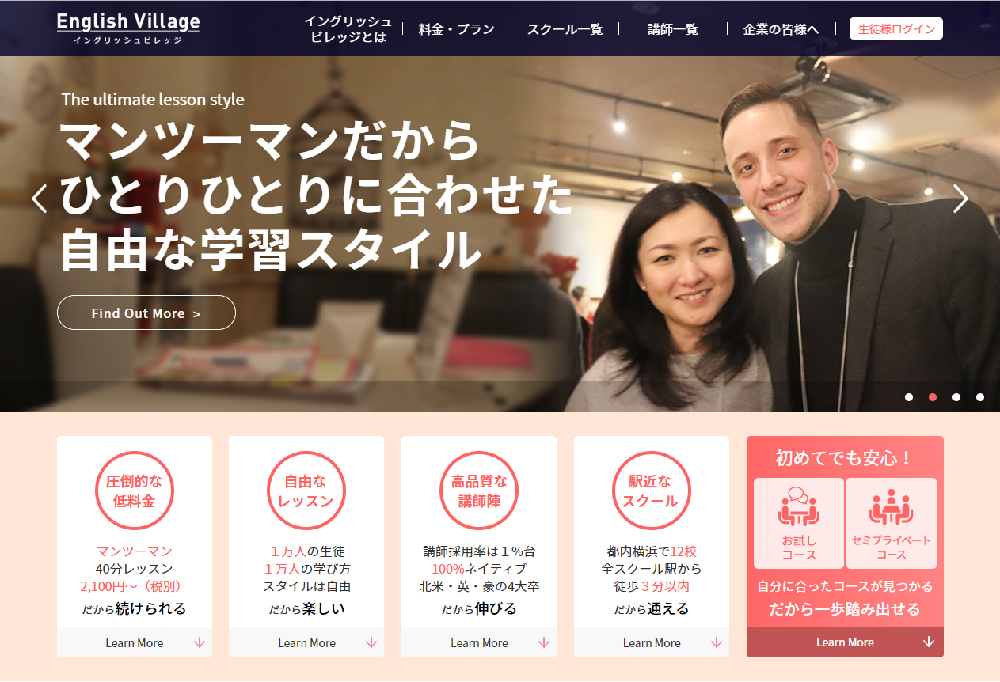 English Village
イングリッシュビレッジ
イングリッシュ
ビレッジとは
料金・プラン
スクール一覧
講師一覧
企業の皆様へ
生徒様ログイン
The ultimate lesson style
マンツーマンだから
ひとりひとりに合わせた
自由な学習スタイル
Find Out More >
圧倒的な
低料金
マンツーマン
40分レッスン
2,100円〜（税別）
だから続けられる
Learn More
自由な
レッスン
１万人の生徒
１万人の学び方
スタイルは自由
だから楽しい
Learn More
高品質な
講師陣
講師採用率は１%台
100%ネイティブ
北米・英・豪の4大卒
だから伸びる
Learn More
駅近な
スクール
都内横浜で12校
全スクール駅から
徒歩３分以内
だから通える
Learn More
初めてでも安心！
お試し
コース
セミプライベート
コース
自分に合ったコースが見つかる
だから一歩踏み出せる
Learn More